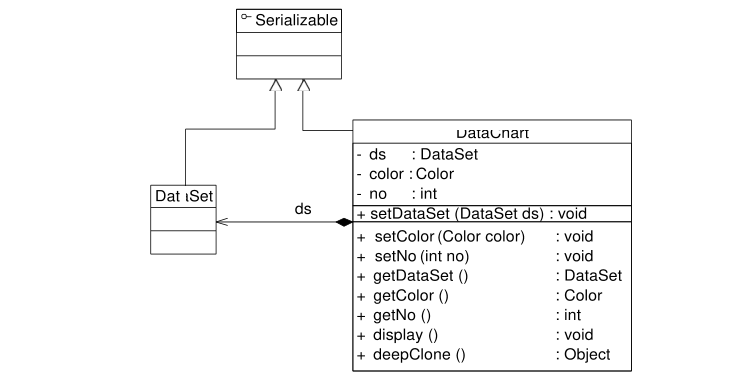 Serializable
DataChart
- ds : DataSet
- color : Color
- no : int
DataSet
ds
+ setDataSet (DataSet ds) : void
+ setColor (Color color) : void
+ setNo (int no) : void
+ getDataSet () : DataSet
+ getColor () : Color
+ getNo () : int
+ display () : void
+ deepClone () : Object